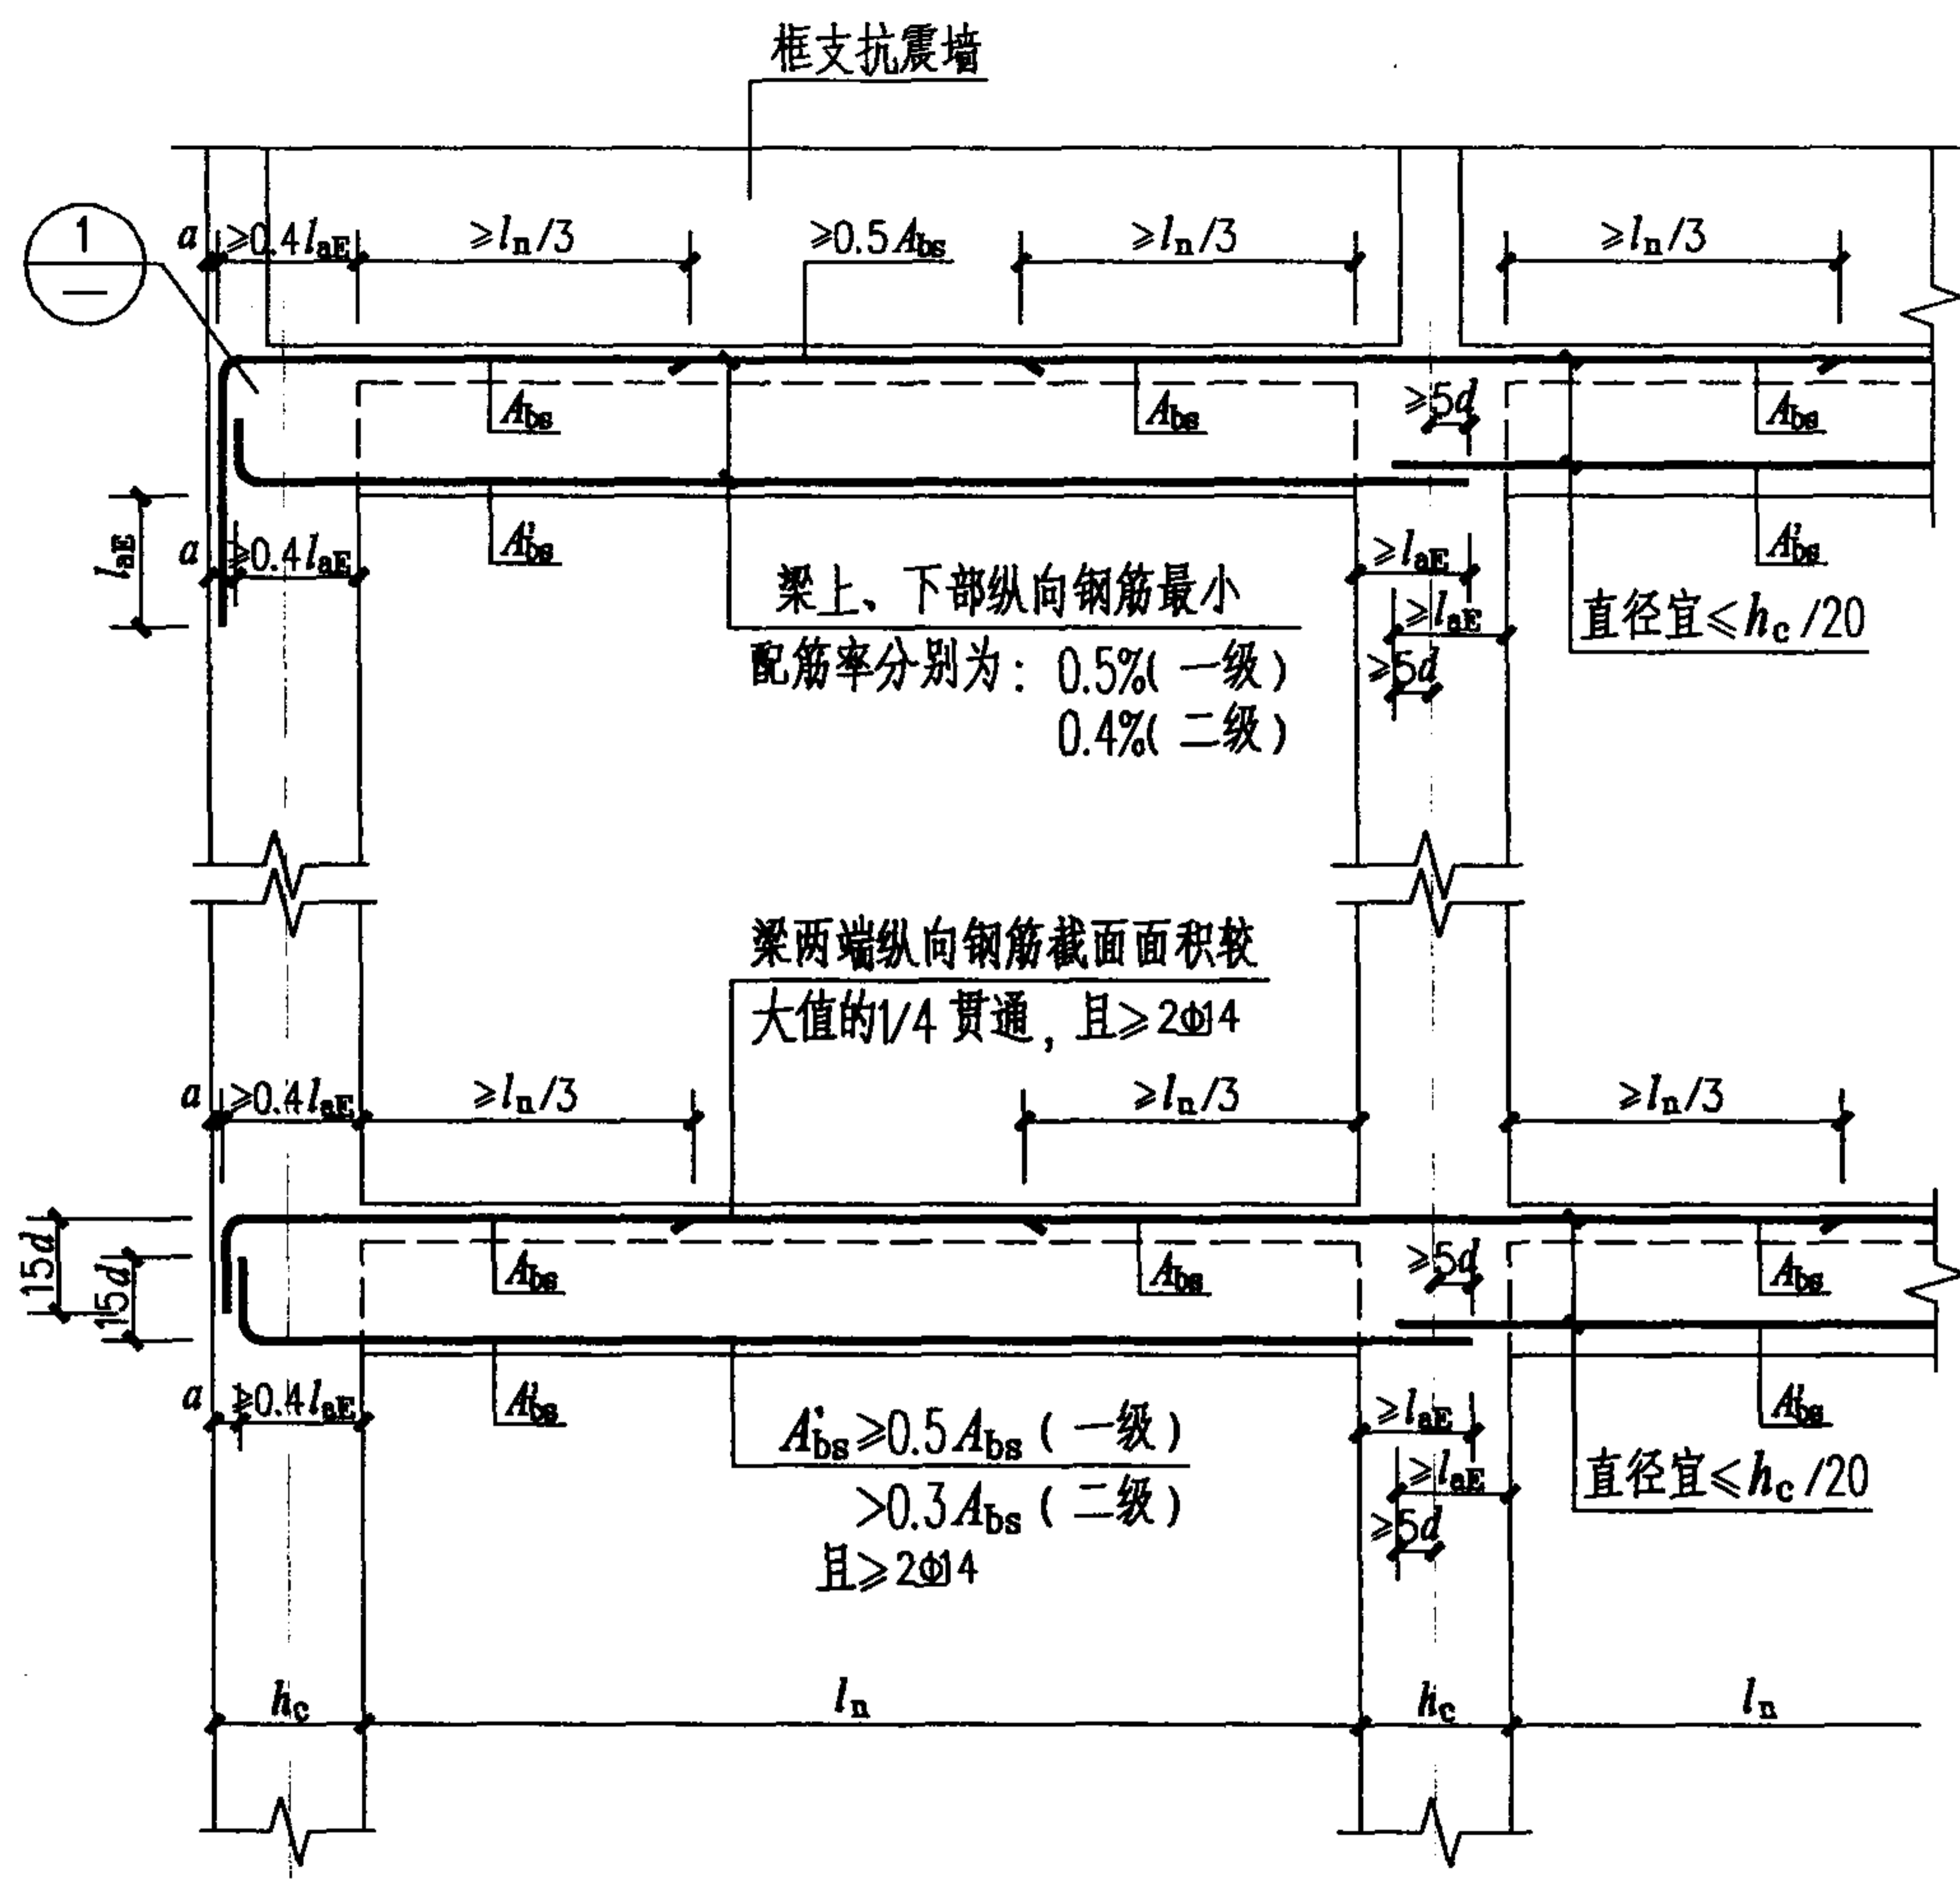 框支抗震墙
1
—
a
≥0.4laE
≥ln/3
≥0.5Abs
≥ln/3
≥ln/3
Abs
Abs
≥5d
Abs
laE
a
≥0.4laE
A'bs
≥laE
A'bs
梁上、下部纵向钢筋最小
配筋率分别为: 0.5%(一级)
0.4%(二级)
≥laE
≥5d
直径宜≤hc/20
梁两端纵向钢筋截面面积较
大值的1/4贯通, 且≥2Φ14
a
≥0.4laE
≥ln/3
≥ln/3
≥ln/3
15d
15d
Abs
Abs
≥5d
Abs
a
≥0.4laE
A'bs
A'bs≥0.5Abs(一级)
>0.3Abs(二级)
且≥2Φ14
≥laE
≥laE
≥5d
A'bs
直径宜≤hc/20
hc
ln
hc
ln